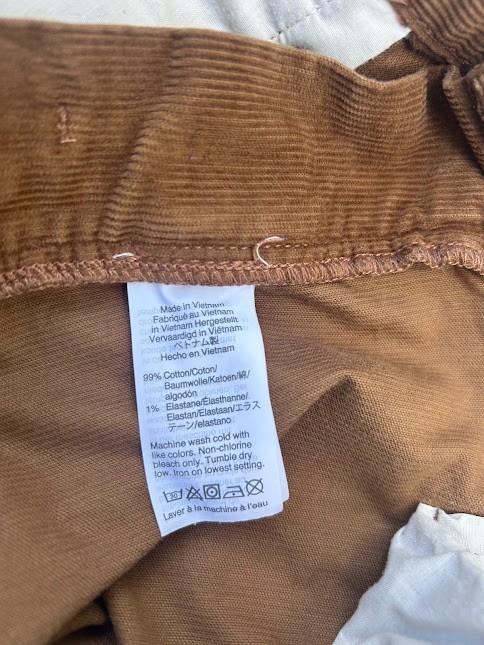 Made in Vietnam
Fabriqué au Vietnam
in Vietnam Hergestellt
Vervaardigd in Viëtnam
ベトナム製
Hecho en Vietnam
99% Cotton/Coton/
Baumwolle/Katoen/綿/
algodón
1% Elastane/Élasthanne/
Elastan/Elastaan/エラス
テーン/elastano
Machine wash cold with
like colors. Non-chlorine
bleach only. Tumble dry
low. Iron on lowest setting.
30
Laver à la machine à l'eau